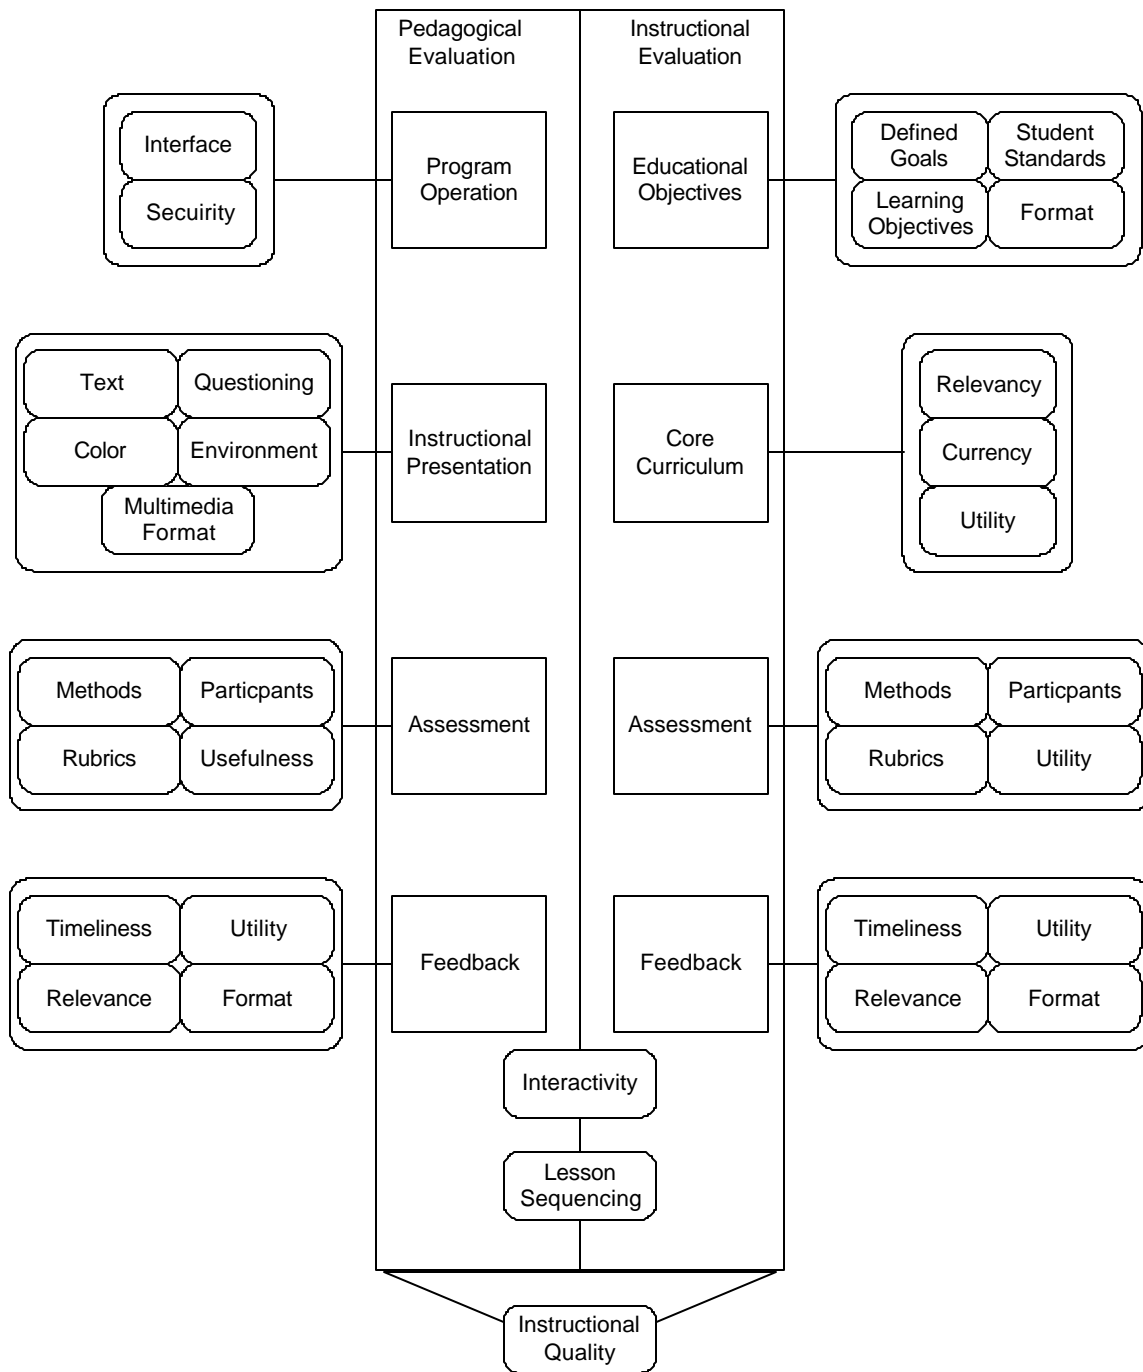 Pedagogical
Evaluation
Instructional
Evaluation
Interface
Secuirity
Program
Operation
Educational
Objectives
Defined
Goals
Student
Standards
Learning
Objectives
Format
Text
Questioning
Color
Environment
Multimedia
Format
Instructional
Presentation
Core
Curriculum
Relevancy
Currency
Utility
Methods
Particpants
Rubrics
Usefulness
Assessment
Assessment
Methods
Particpants
Rubrics
Utility
Timeliness
Utility
Relevance
Format
Feedback
Feedback
Timeliness
Utility
Relevance
Format
Interactivity
Lesson
Sequencing
Instructional
Quality